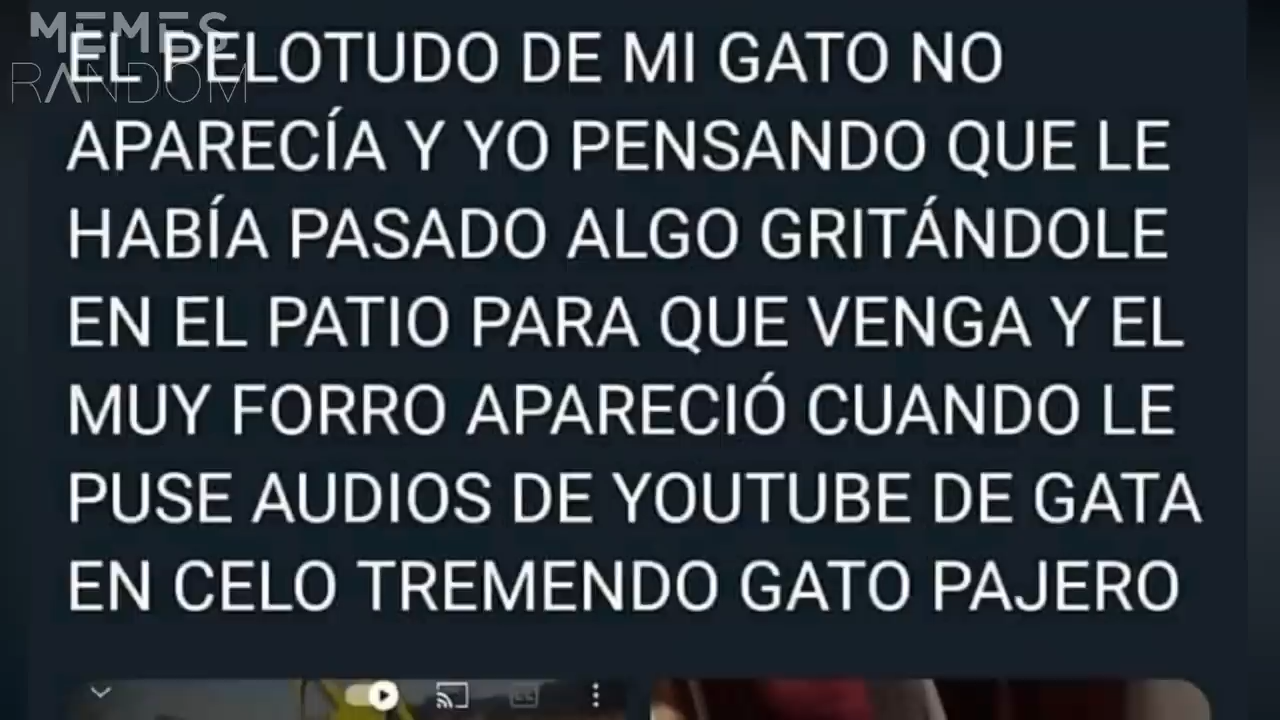 MEMES
RANDOM
EL PELOTUDO DE MI GATO NO
APARECÍA Y YO PENSANDO QUE LE
HABÍA PASADO ALGO GRITÁNDOLE
EN EL PATIO PARA QUE VENGA Y EL
MUY FORRO APARECIÓ CUANDO LE
PUSE AUDIOS DE YOUTUBE DE GATA
EN CELO TREMENDO GATO PAJERO